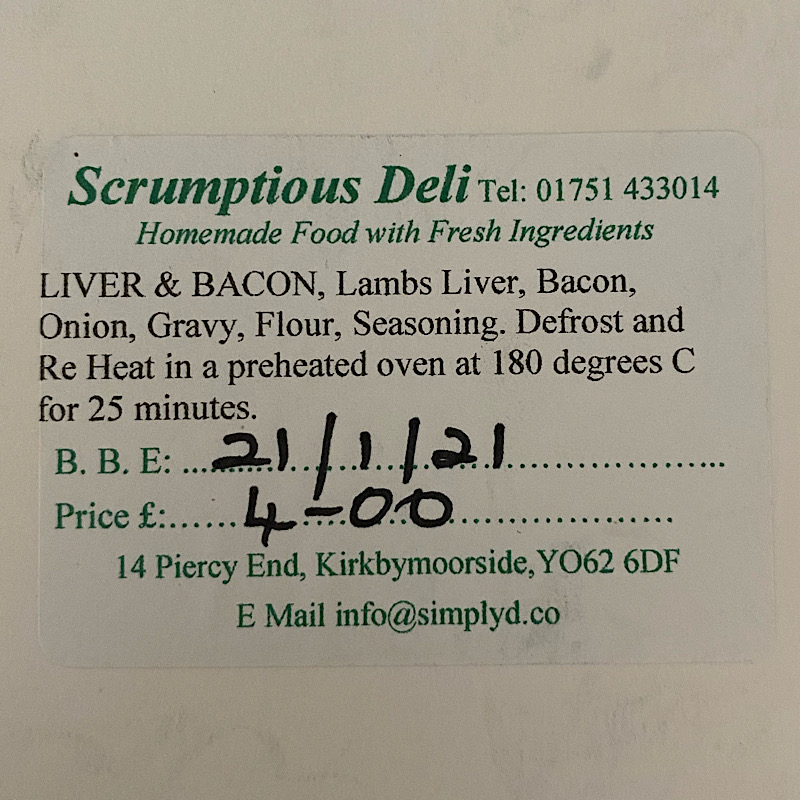 Scrumptious Deli Tel: 01751 433014
Homemade Food with Fresh Ingredients
LIVER & BACON, Lambs Liver, Bacon,
Onion, Gravy, Flour, Seasoning. Defrost and
Re Heat in a preheated oven at 180 degrees C
for 25 minutes.
B. B. E: ...21/1/21......................
Price £:......4-00......................
14 Piercy End, Kirkbymoorside,YO62 6DF
E Mail info@simplyd.co